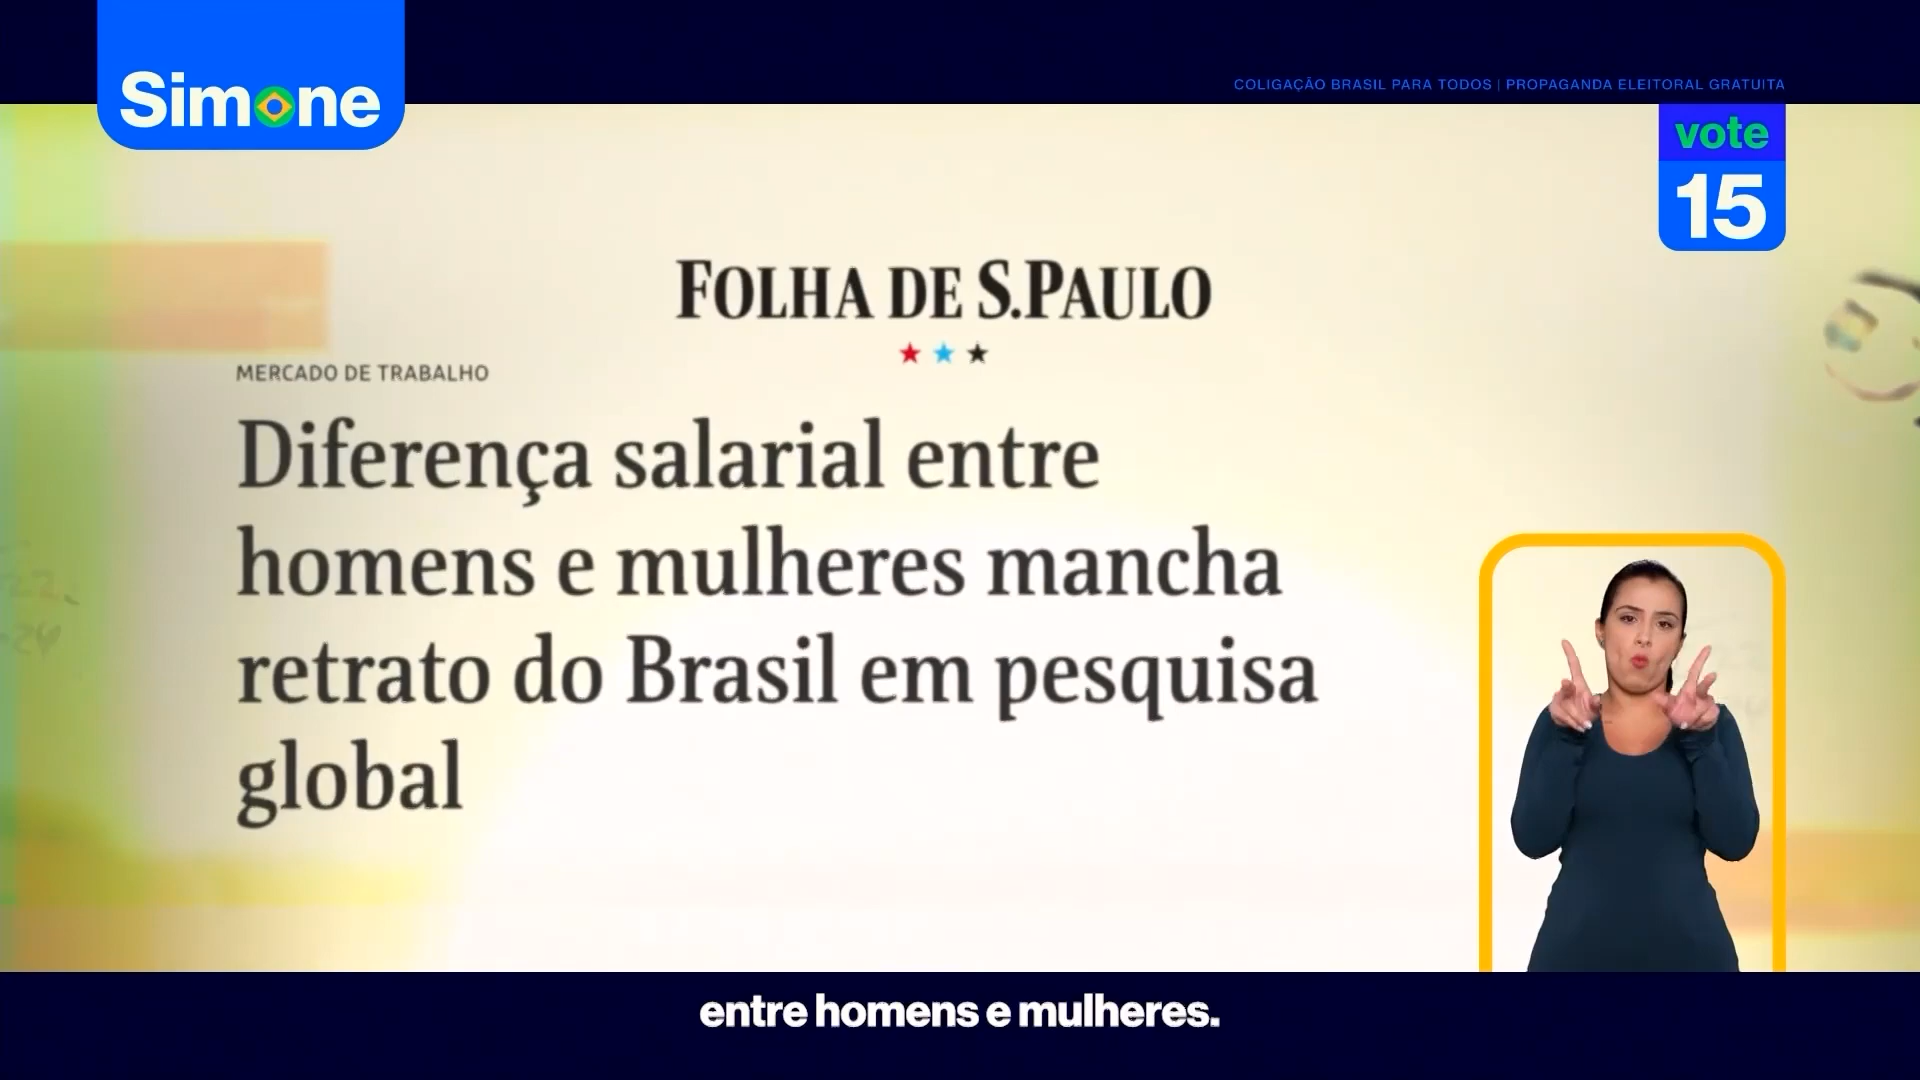 Simone
COLIGAÇÃO BRASIL PARA TODOS | PROPAGANDA ELEITORAL GRATUITA
vote
15
FOLHA DE S.PAULO
MERCADO DE TRABALHO
Diferença salarial entre
homens e mulheres mancha
retrato do Brasil em pesquisa
global
entre homens e mulheres.